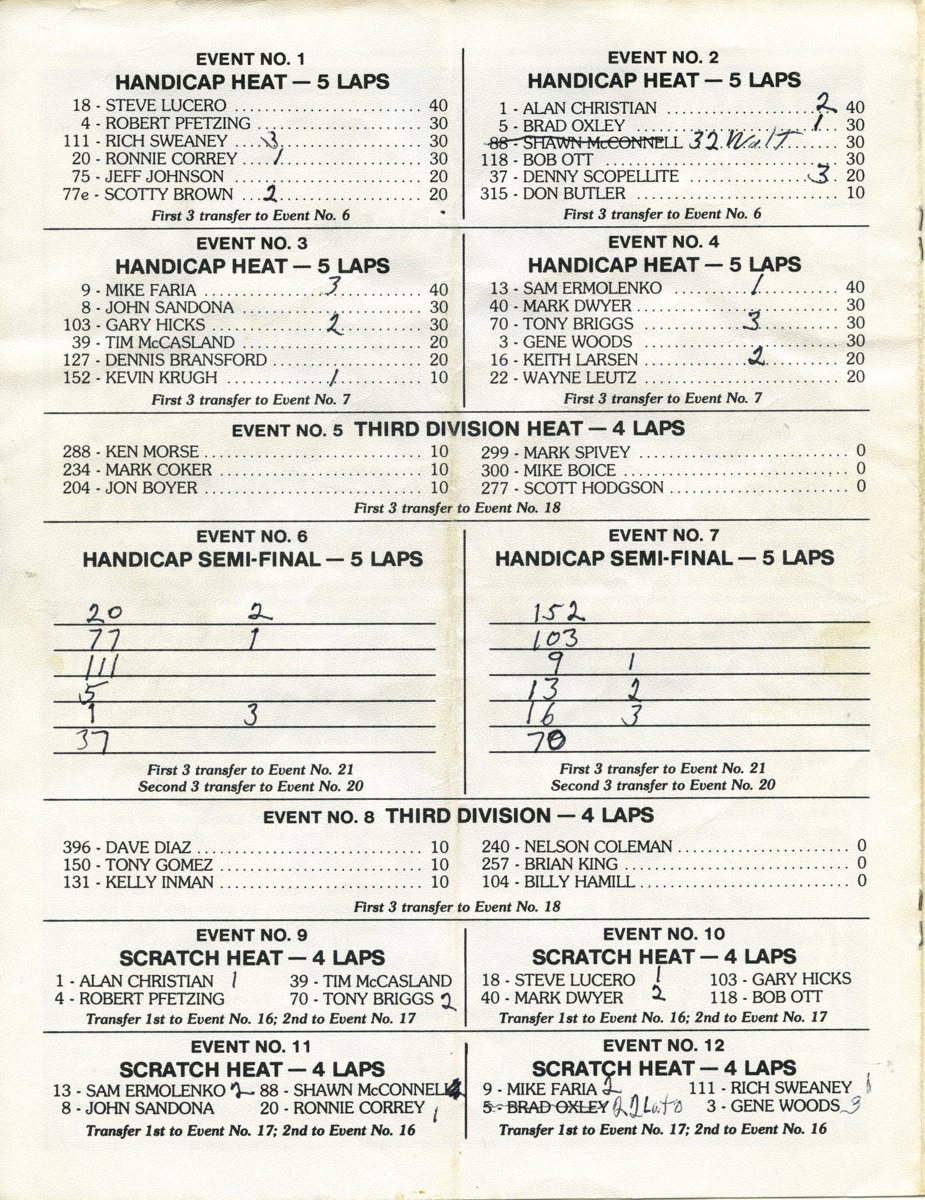 EVENT NO. 1
HANDICAP HEAT — 5 LAPS
18 - STEVE LUCERO 40
4 - ROBERT PFETZING 30
111 - RICH SWEANEY 3 30
20 - RONNIE CORREY 1 30
75 - JEFF JOHNSON 20
77e - SCOTTY BROWN 2 20
First 3 transfer to Event No. 6
EVENT NO. 2
HANDICAP HEAT — 5 LAPS
1 - ALAN CHRISTIAN 2 40
5 - BRAD OXLEY 1 30
88 - SHAWN McCONNELL 32 Walt 30
118 - BOB OTT 30
37 - DENNY SCOPELLITE 3 20
315 - DON BUTLER 10
First 3 transfer to Event No. 6
EVENT NO. 3
HANDICAP HEAT — 5 LAPS
9 - MIKE FARIA 3 40
8 - JOHN SANDONA 30
103 - GARY HICKS 2 30
39 - TIM McCASLAND 20
127 - DENNIS BRANSFORD 20
152 - KEVIN KRUGH 1 10
First 3 transfer to Event No. 7
EVENT NO. 4
HANDICAP HEAT — 5 LAPS
13 - SAM ERMOLENKO 1 40
40 - MARK DWYER 30
70 - TONY BRIGGS 3 30
3 - GENE WOODS 30
16 - KEITH LARSEN 2 20
22 - WAYNE LEUTZ 20
First 3 transfer to Event No. 7
EVENT NO. 5 THIRD DIVISION HEAT — 4 LAPS
288 - KEN MORSE 10
234 - MARK COKER 10
204 - JON BOYER 10
299 - MARK SPIVEY 0
300 - MIKE BOICE 0
277 - SCOTT HODGSON 0
First 3 transfer to Event No. 18
EVENT NO. 6
HANDICAP SEMI-FINAL — 5 LAPS
20 2
77 1
111
5
1 3
37
First 3 transfer to Event No. 21
Second 3 transfer to Event No. 20
EVENT NO. 7
HANDICAP SEMI-FINAL — 5 LAPS
152
103
9 1
13 2
16 3
70
First 3 transfer to Event No. 21
Second 3 transfer to Event No. 20
EVENT NO. 8 THIRD DIVISION — 4 LAPS
396 - DAVE DIAZ 10
150 - TONY GOMEZ 10
131 - KELLY INMAN 10
240 - NELSON COLEMAN 0
257 - BRIAN KING 0
104 - BILLY HAMILL 0
First 3 transfer to Event No. 18
EVENT NO. 9
SCRATCH HEAT — 4 LAPS
1 - ALAN CHRISTIAN 1 39 - TIM McCASLAND
4 - ROBERT PFETZING 70 - TONY BRIGGS 2
Transfer 1st to Event No. 16; 2nd to Event No. 17
EVENT NO. 10
SCRATCH HEAT — 4 LAPS
18 - STEVE LUCERO 1 103 - GARY HICKS
40 - MARK DWYER 2 118 - BOB OTT
Transfer 1st to Event No. 16; 2nd to Event No. 17
EVENT NO. 11
SCRATCH HEAT — 4 LAPS
13 - SAM ERMOLENKO 2 88 - SHAWN McCONNELL
8 - JOHN SANDONA 20 - RONNIE CORREY 1
Transfer 1st to Event No. 17; 2nd to Event No. 16
EVENT NO. 12
SCRATCH HEAT — 4 LAPS
9 - MIKE FARIA 2 111 - RICH SWEANEY 1
5 - BRAD OXLEY 3 - GENE WOODS 3
Transfer 1st to Event No. 17; 2nd to Event No. 16